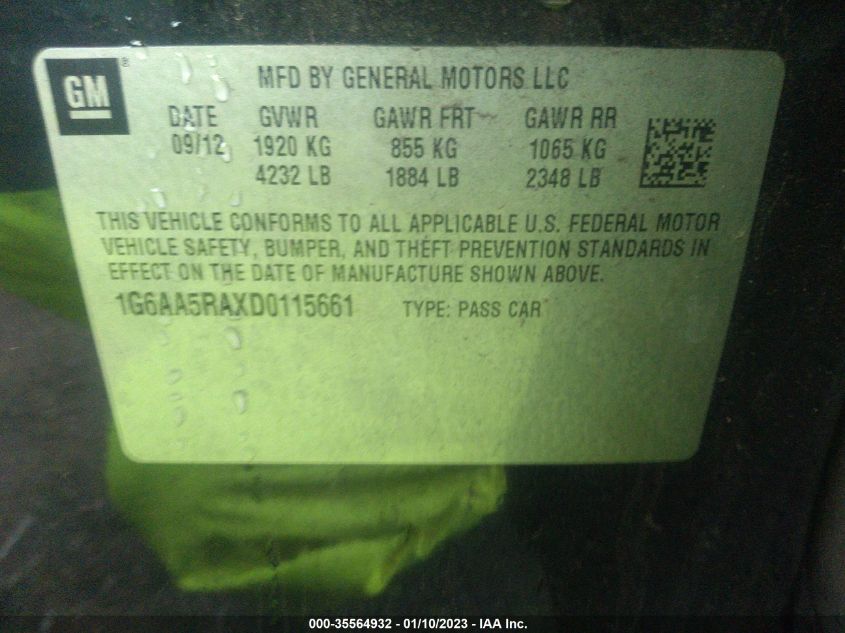 GM®
MFD BY GENERAL MOTORS LLC
DATE GVWR GAWR FRT GAWR RR
09/12 1920 KG 855 KG 1065 KG
4232 LB 1884 LB 2348 LB
THIS VEHICLE CONFORMS TO ALL APPLICABLE U.S. FEDERAL MOTOR
VEHICLE SAFETY, BUMPER, AND THEFT PREVENTION STANDARDS IN
EFFECT ON THE DATE OF MANUFACTURE SHOWN ABOVE.
1G6AA5RAXD0115661 TYPE: PASS CAR
000-35564932 - 01/10/2023 - IAA Inc.